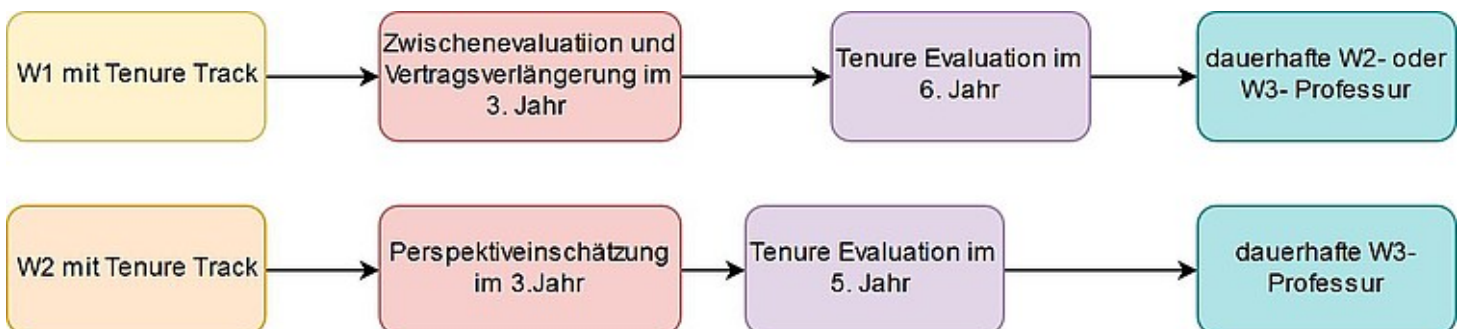 W1 mit Tenure Track
Zwischenevaluatiion und
Vertragsverlängerung im
3. Jahr
Tenure Evaluation im
6. Jahr
dauerhafte W2- oder
W3- Professur
W2 mit Tenure Track
Perspektiveinschätzung
im 3.Jahr
Tenure Evaluation im
5. Jahr
dauerhafte W3-
Professur